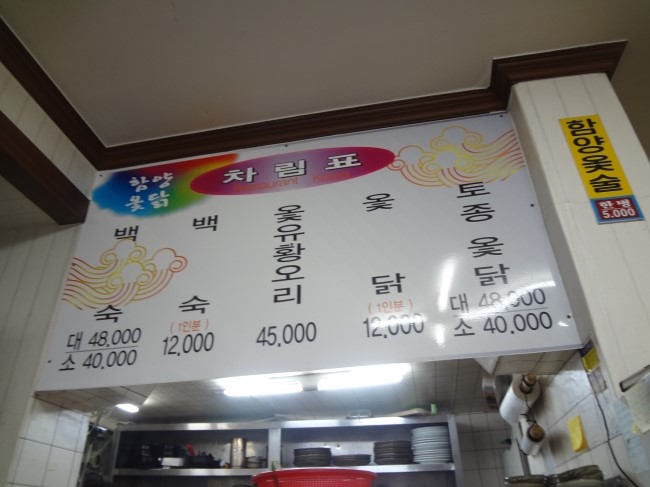 함양
옻닭
차림표
백숙
대 48,000
소 40,000
백숙
(1인분)
12,000
옻유황오리
45,000
옻닭
(1인분)
12,000
토종옻닭
대 48,000
소 40,000
함양옻술
한병
5,000